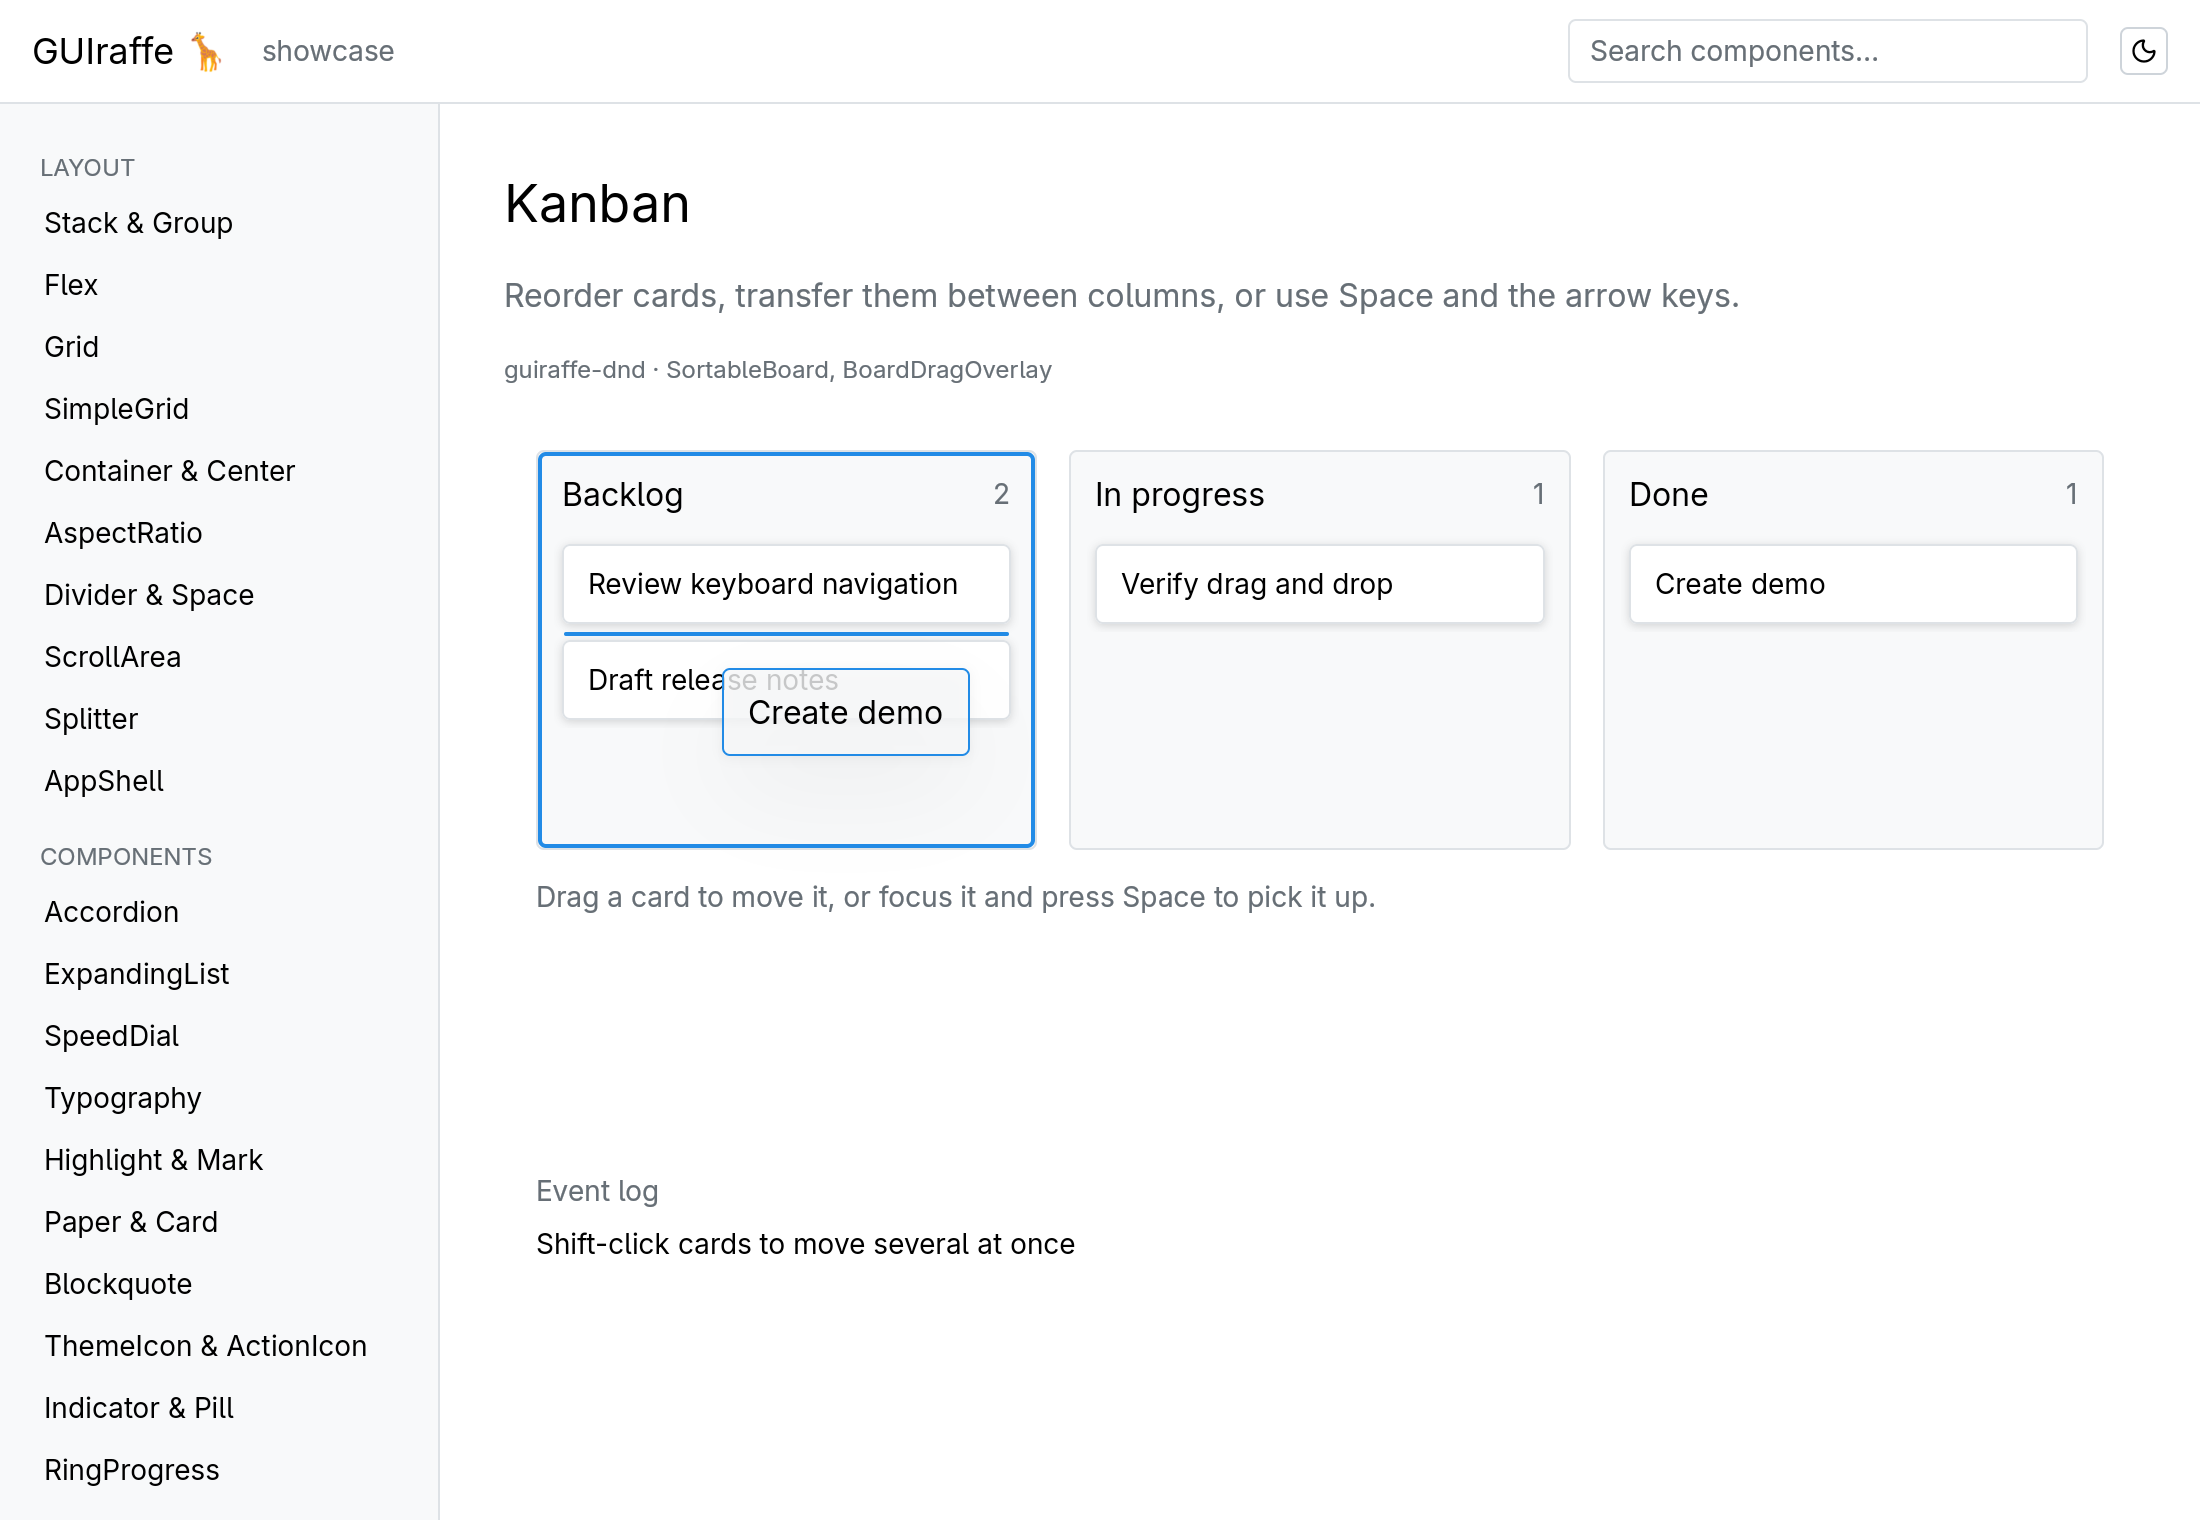 GUIraffe 🦒 showcase
Search components...
LAYOUT
Stack & Group
Flex
Grid
SimpleGrid
Container & Center
AspectRatio
Divider & Space
ScrollArea
Splitter
AppShell
COMPONENTS
Accordion
ExpandingList
SpeedDial
Typography
Highlight & Mark
Paper & Card
Blockquote
ThemeIcon & ActionIcon
Indicator & Pill
RingProgress
Kanban
Reorder cards, transfer them between columns, or use Space and the arrow keys.
guiraffe-dnd · SortableBoard, BoardDragOverlay
Backlog 2
Review keyboard navigation
Draft release notes
Create demo
In progress 1
Verify drag and drop
Done 1
Create demo
Drag a card to move it, or focus it and press Space to pick it up.
Event log
Shift-click cards to move several at once